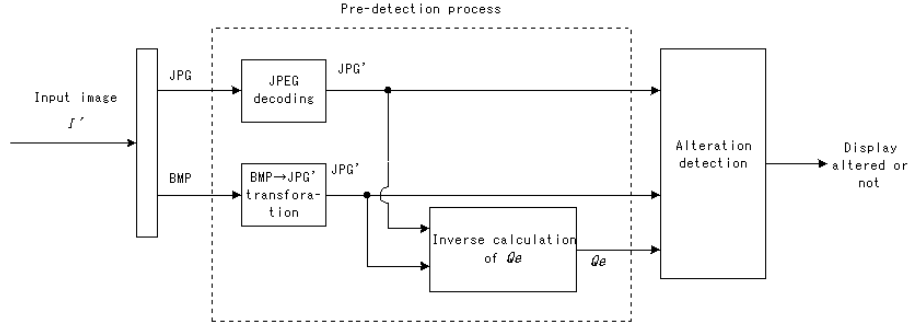 Pre-detection process
Input image
I'
JPG
JPEG
decoding
JPG'
BMP
BMP→JPG'
transfora-
tion
JPG'
Inverse calculation
of Qe
Qe
Alteration
detection
Display
altered or
not